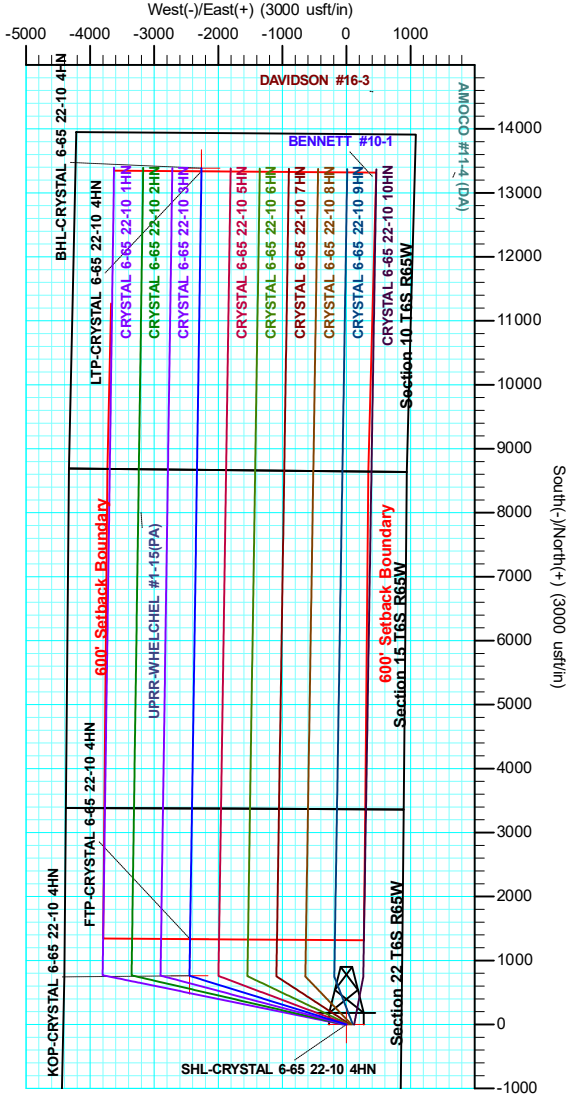 West(-)/East(+) (3000 usft/in)
-5000 -4000 -3000 -2000 -1000 0 1000
DAVIDSON #16-3
AMOCO #11-4 (DA)
BENNETT #10-1
BHL-CRYSTAL 6-65 22-10 4HN
LTP-CRYSTAL 6-65 22-10 4HN
CRYSTAL 6-65 22-10 1HN
CRYSTAL 6-65 22-10 2HN
CRYSTAL 6-65 22-10 3HN
CRYSTAL 6-65 22-10 5HN
CRYSTAL 6-65 22-10 6HN
CRYSTAL 6-65 22-10 7HN
CRYSTAL 6-65 22-10 8HN
CRYSTAL 6-65 22-10 9HN
CRYSTAL 6-65 22-10 10HN
Section 10 T6S R65W
600' Setback Boundary
UPRR-WHELCHEL #1-15(PA)
600' Setback Boundary
Section 15 T6S R65W
FTP-CRYSTAL 6-65 22-10 4HN
KOP-CRYSTAL 6-65 22-10 4HN
Section 22 T6S R65W
SHL-CRYSTAL 6-65 22-10 4HN
14000
13000
12000
11000
10000
9000
8000
7000
6000
5000
4000
3000
2000
1000
0
-1000
South(-)/North(+) (3000 usft/in)